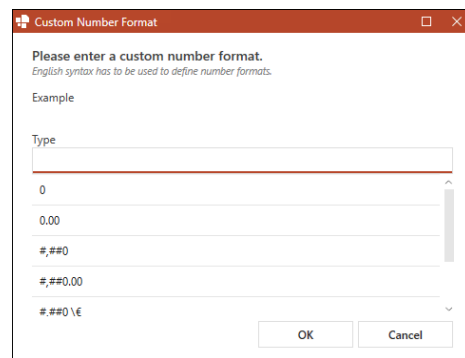 Custom Number Format
Please enter a custom number format.
English syntax has to be used to define number formats.
Example
Type
0
0.00
#,##0
#,##0.00
#,##0 \€
OK
Cancel